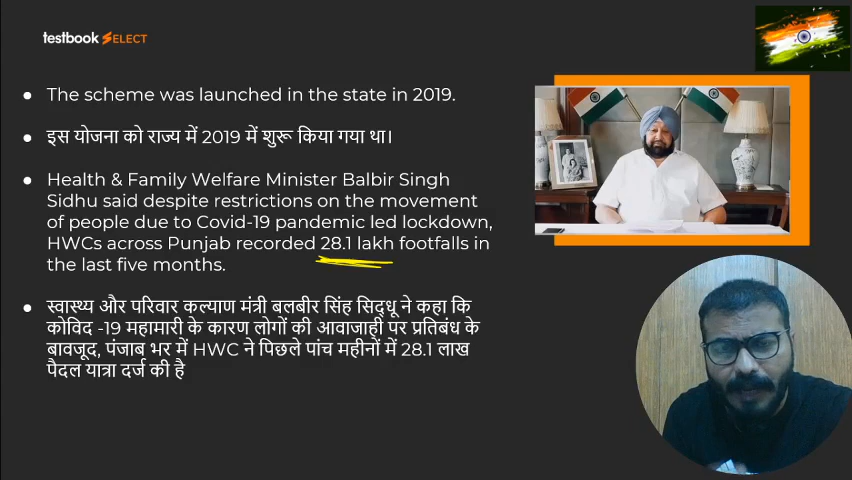 testbook SELECT
The scheme was launched in the state in 2019.
इस योजना को राज्य में 2019 में शुरू किया गया था।
Health & Family Welfare Minister Balbir Singh
Sidhu said despite restrictions on the movement
of people due to Covid-19 pandemic led lockdown,
HWCs across Punjab recorded 28.1 lakh footfalls in
the last five months.
स्वास्थ्य और परिवार कल्याण मंत्री बलबीर सिंह सिद्धू ने कहा कि
कोविद -19 महामारी के कारण लोगों की आवाजाही पर प्रतिबंध के
बावजूद, पंजाब भर में HWC ने पिछले पांच महीनों में 28.1 लाख
पैदल यात्रा दर्ज की है